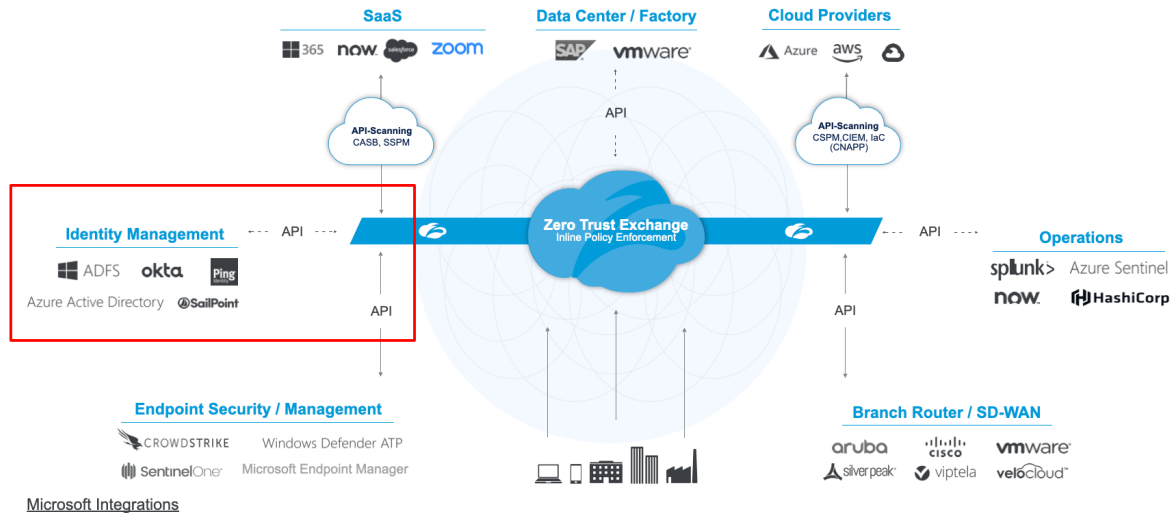 SaaS
365 now. salesforce zoom
Data Center / Factory
SAP vmware®
Cloud Providers
Azure aws
API-Scanning
CASB, SSPM
API
API-Scanning
CSPM,CIEM, IaC
(CNAPP)
Identity Management
ADFS okta Ping
Identity
Azure Active Directory SailPoint
API
Zero Trust Exchange
Inline Policy Enforcement
API
Operations
splunk> Azure Sentinel
now. HashiCorp
API
API
Endpoint Security / Management
CROWDSTRIKE Windows Defender ATP
SentinelOne® Microsoft Endpoint Manager
Branch Router / SD-WAN
aruba CISCO vmware®
silver peak® viptela velocloud™
Microsoft Integrations